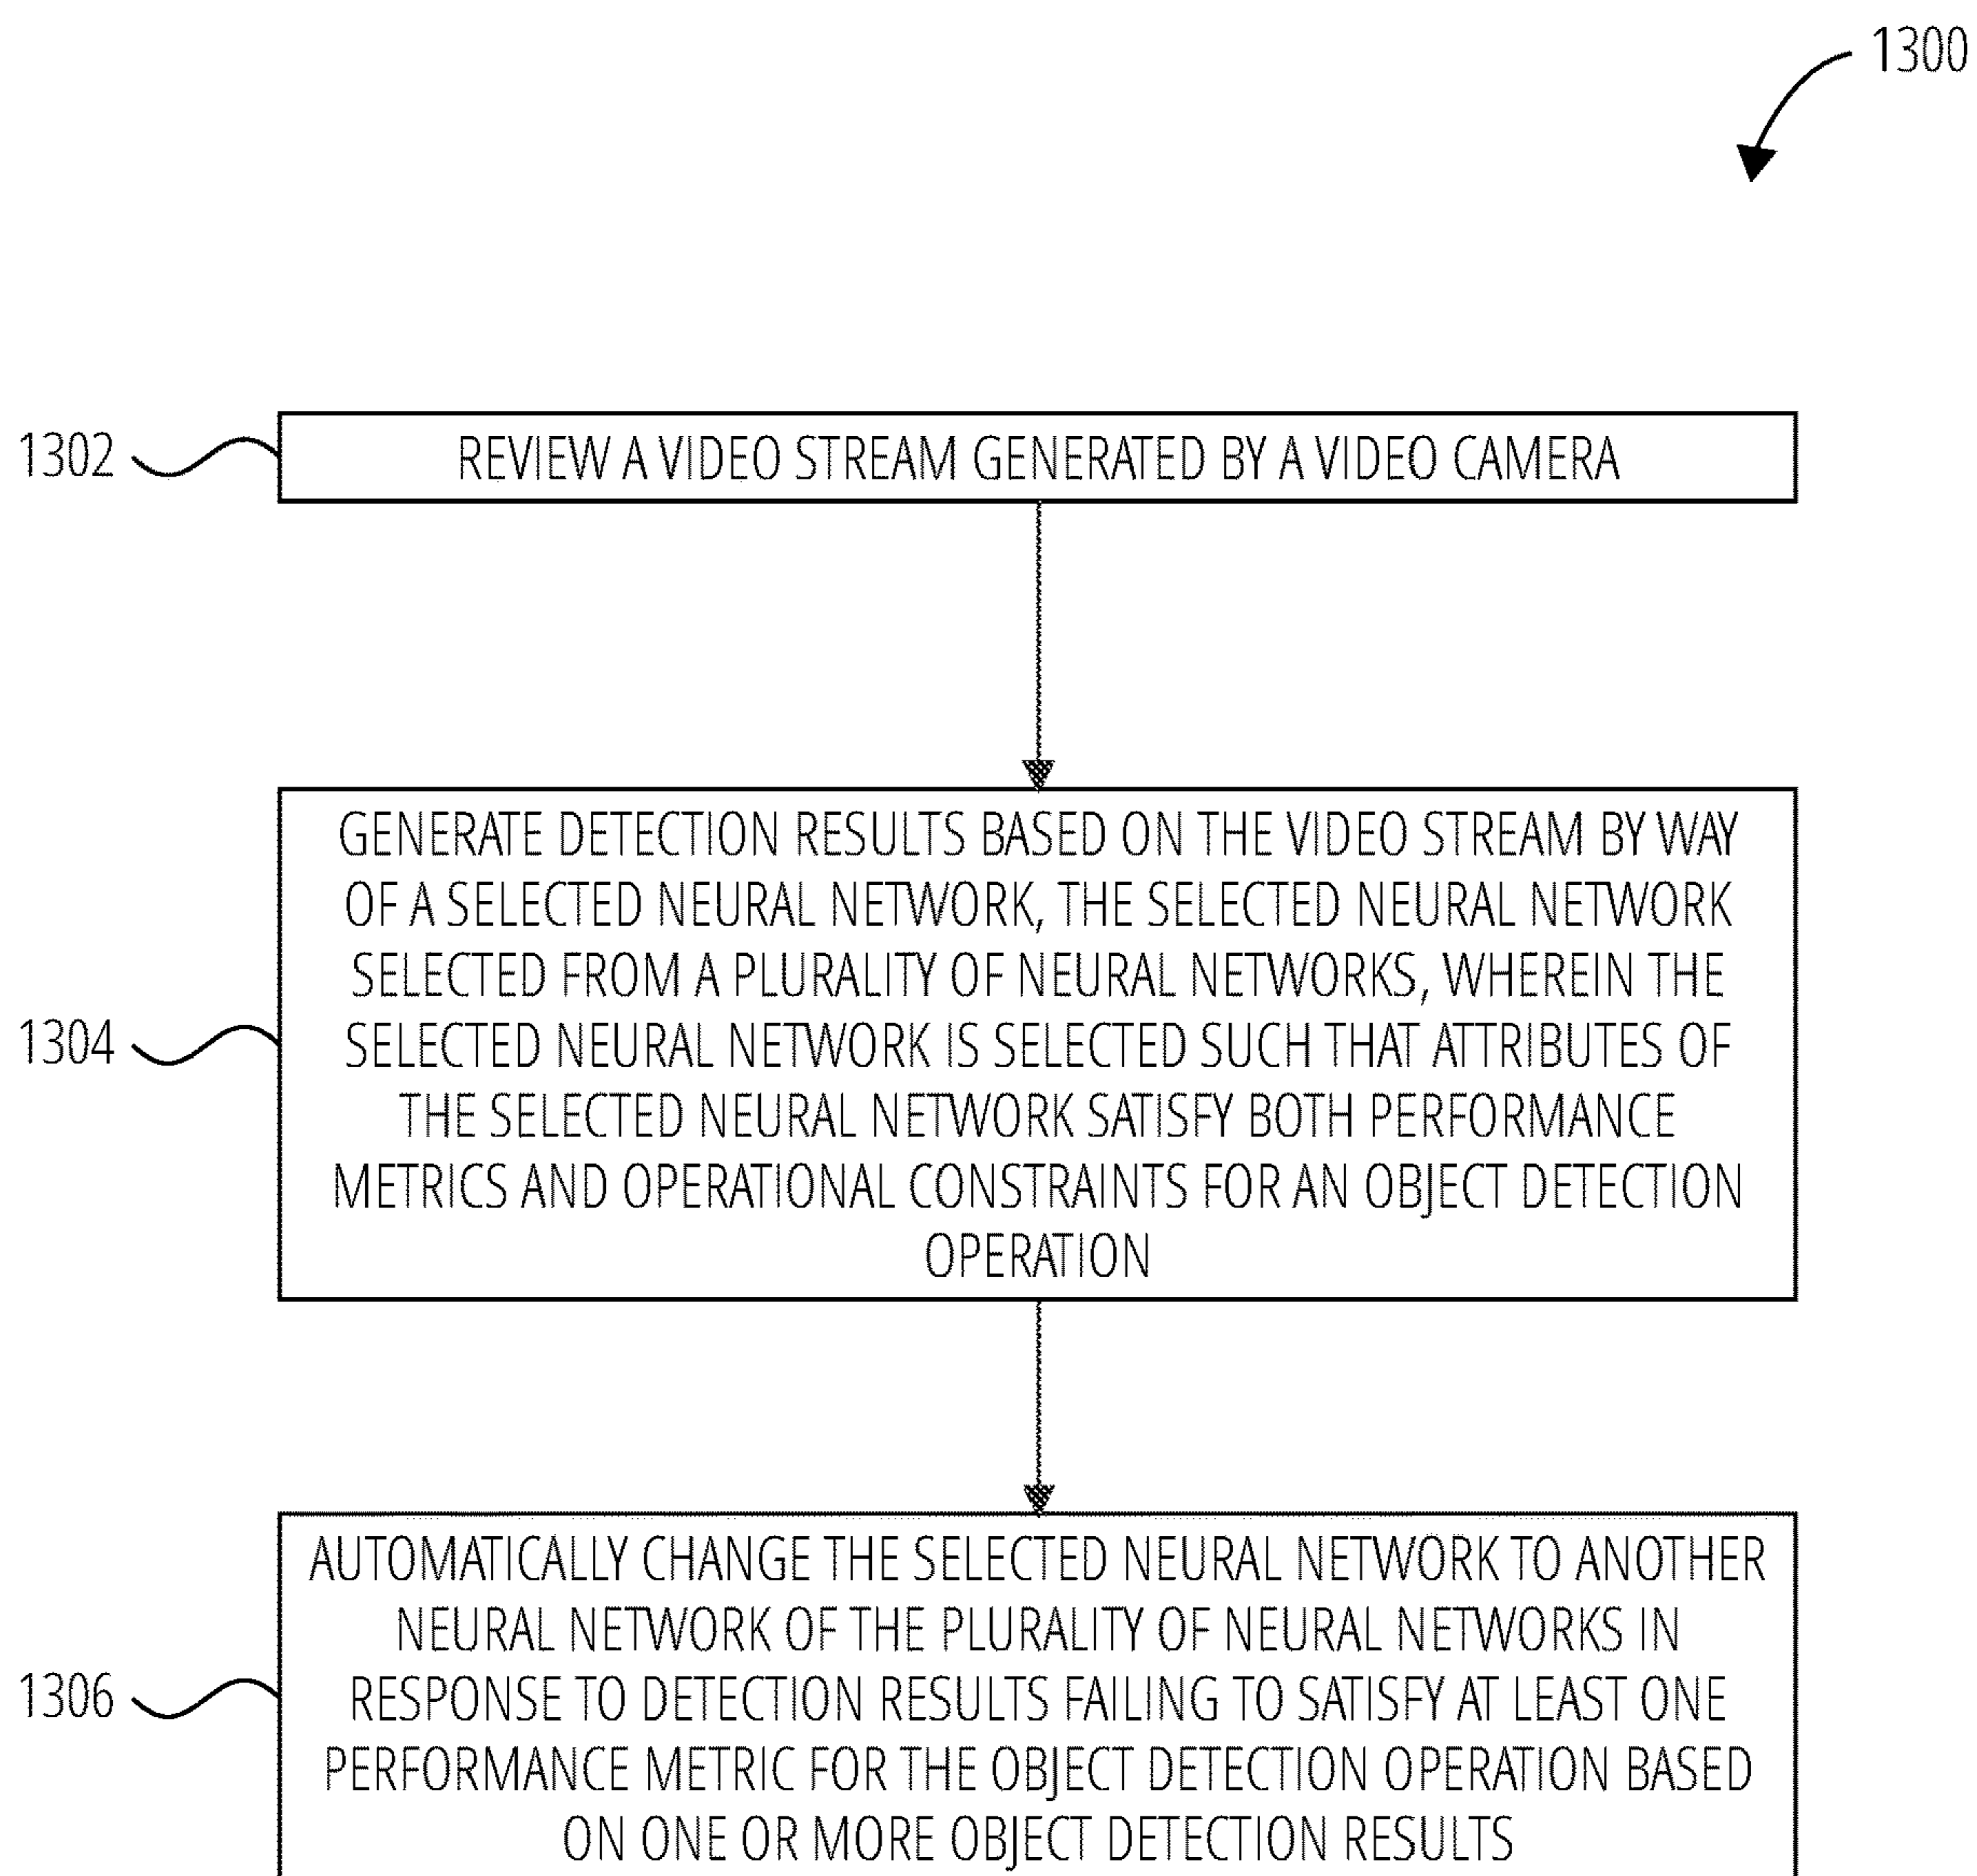 1300
1302
REVIEW A VIDEO STREAM GENERATED BY A VIDEO CAMERA
GENERATE DETECTION RESULTS BASED ON THE VIDEO STREAM BY WAY
OF A SELECTED NEURAL NETWORK, THE SELECTED NEURAL NETWORK
SELECTED FROM A PLURALITY OF NEURAL NETWORKS, WHEREIN THE
1304
SELECTED NEURAL NETWORK IS SELECTED SUCH THAT ATTRIBUTES OF
THE SELECTED NEURAL NETWORK SATISFY BOTH PERFORMANCE
METRICS AND OPERATIONAL CONSTRAINTS FOR AN OBJECT DETECTION
OPERATION
AUTOMATICALLY CHANGE THE SELECTED NEURAL NETWORK TO ANOTHER
NEURAL NETWORK OF THE PLURALITY OF NEURAL NETWORKS IN
1306
RESPONSE TO DETECTION RESULTS FAILING TO SATISFY AT LEAST ONE
PERFORMANCE METRIC FOR THE OBJECT DETECTION OPERATION BASED
ON ONE OR MORE OBJECT DETECTION RESULTS